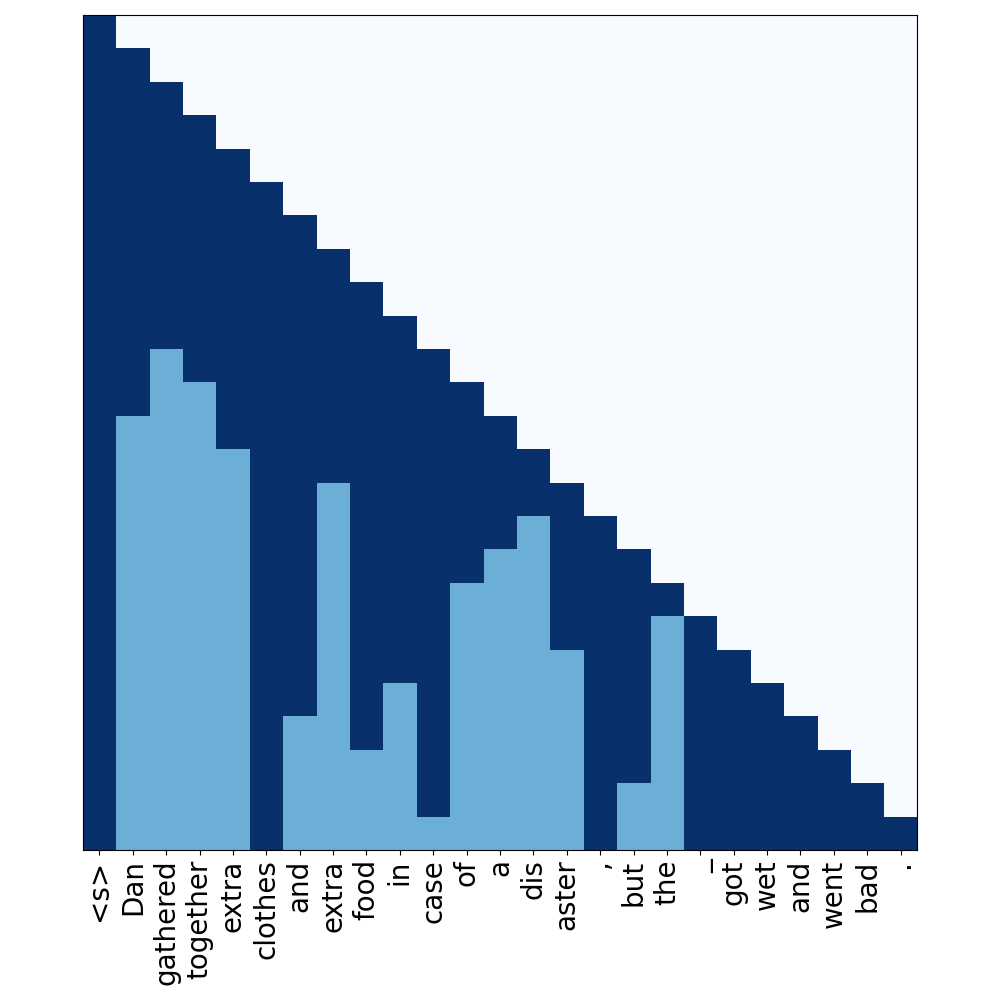 <s> Dan gathered together extra clothes and extra food in case of a dis aster , but the _ got wet and went bad .